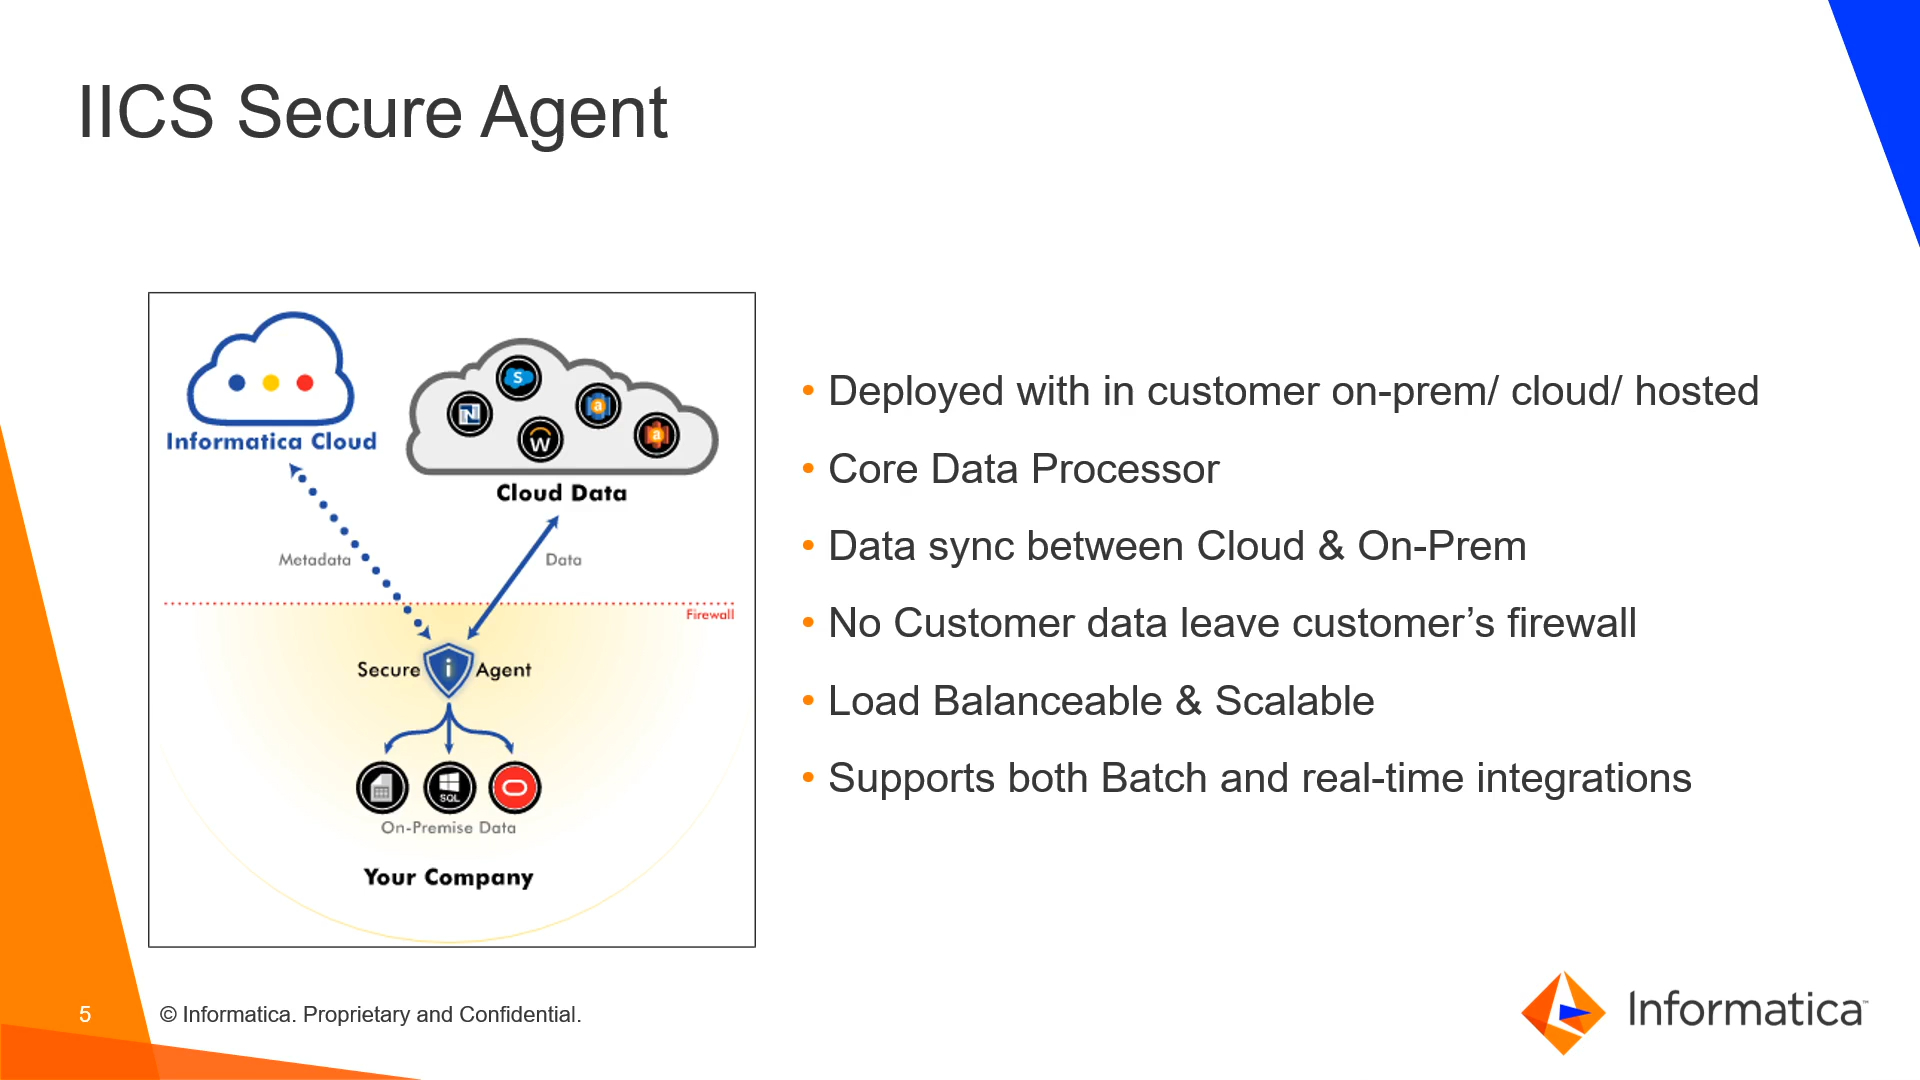 IICS Secure Agent
Informatica Cloud
S
N
a
W
a
Cloud Data
Metadata
Data
Firewall
Secure i Agent
SQL
On-Premise Data
Your Company
• Deployed with in customer on-prem/ cloud/ hosted
• Core Data Processor
• Data sync between Cloud & On-Prem
• No Customer data leave customer’s firewall
• Load Balanceable & Scalable
• Supports both Batch and real-time integrations
5
© Informatica. Proprietary and Confidential.
Informatica™